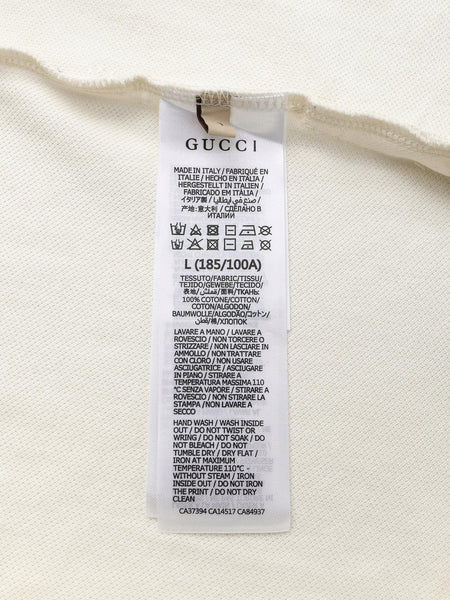 GUCCI
MADE IN ITALY / FABRIQUÉ EN
ITALIE / HECHO EN ITALIA /
HERGESTELLT IN ITALIEN /
FABRICADO EM ITALIA /
イタリア製 / صنع في إيطاليا /
产地: 意大利 / СДЕЛАНО В
ИТАЛИИ
L (185/100A)
TESSUTO/FABRIC/TISSU/
TEJIDO/GEWEBE/TECIDO/
表地/قماش/面料/ТКАНЬ:
100% COTONE/COTTON/
COTON/ALGODON/
BAUMWOLLE/ALGODÃO/コットン/
قطن/棉/ХЛОПОК
LAVARE A MANO / LAVARE A
ROVESCIO / NON TORCERE O
STRIZZARE / NON LASCIARE IN
AMMOLLO / NON TRATTARE
CON CLORO / NON USARE
ASCIUGATRICE / ASCIUGARE
IN PIANO / STIRARE A
TEMPERATURA MASSIMA 110
°C SENZA VAPORE / STIRARE A
ROVESCIO / NON STIRARE LA
STAMPA / NON LAVARE A
SECCO
HAND WASH / WASH INSIDE
OUT / DO NOT TWIST OR
WRING / DO NOT SOAK / DO
NOT BLEACH / DO NOT
TUMBLE DRY / DRY FLAT /
IRON AT MAXIMUM
TEMPERATURE 110°C -
WITHOUT STEAM / IRON
INSIDE OUT / DO NOT IRON
THE PRINT / DO NOT DRY
CLEAN
CA37394 CA14517 CA84937